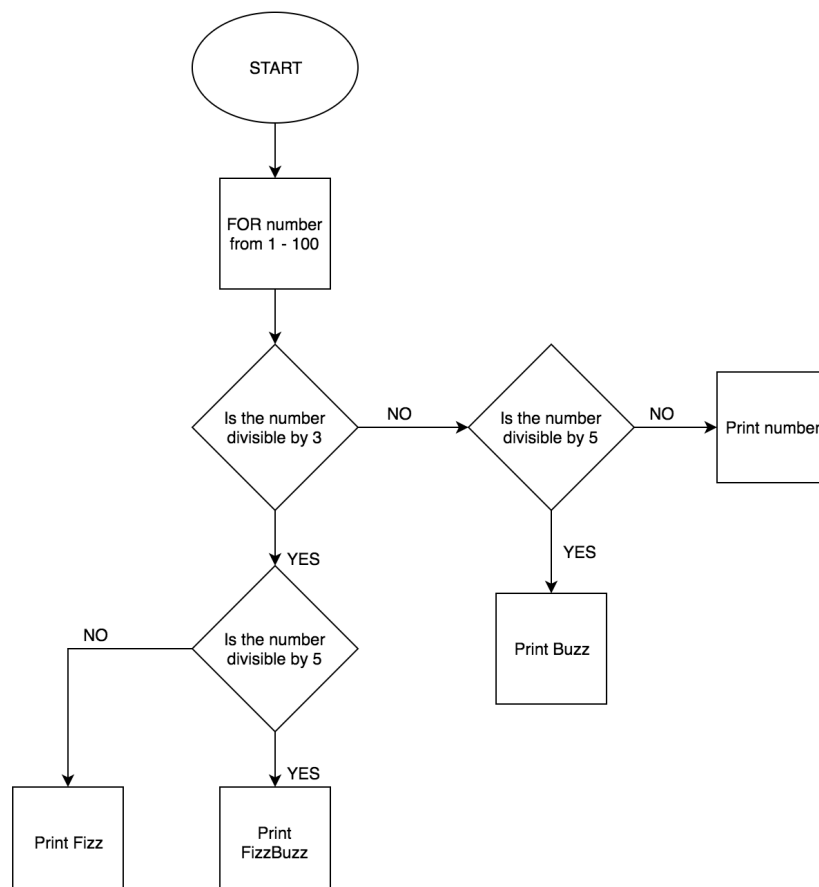 START
FOR number
from 1 - 100
Is the number
divisible by 3
NO
Is the number
divisible by 5
NO
Print number
YES
YES
Is the number
divisible by 5
NO
Print Buzz
YES
Print Fizz
Print
FizzBuzz